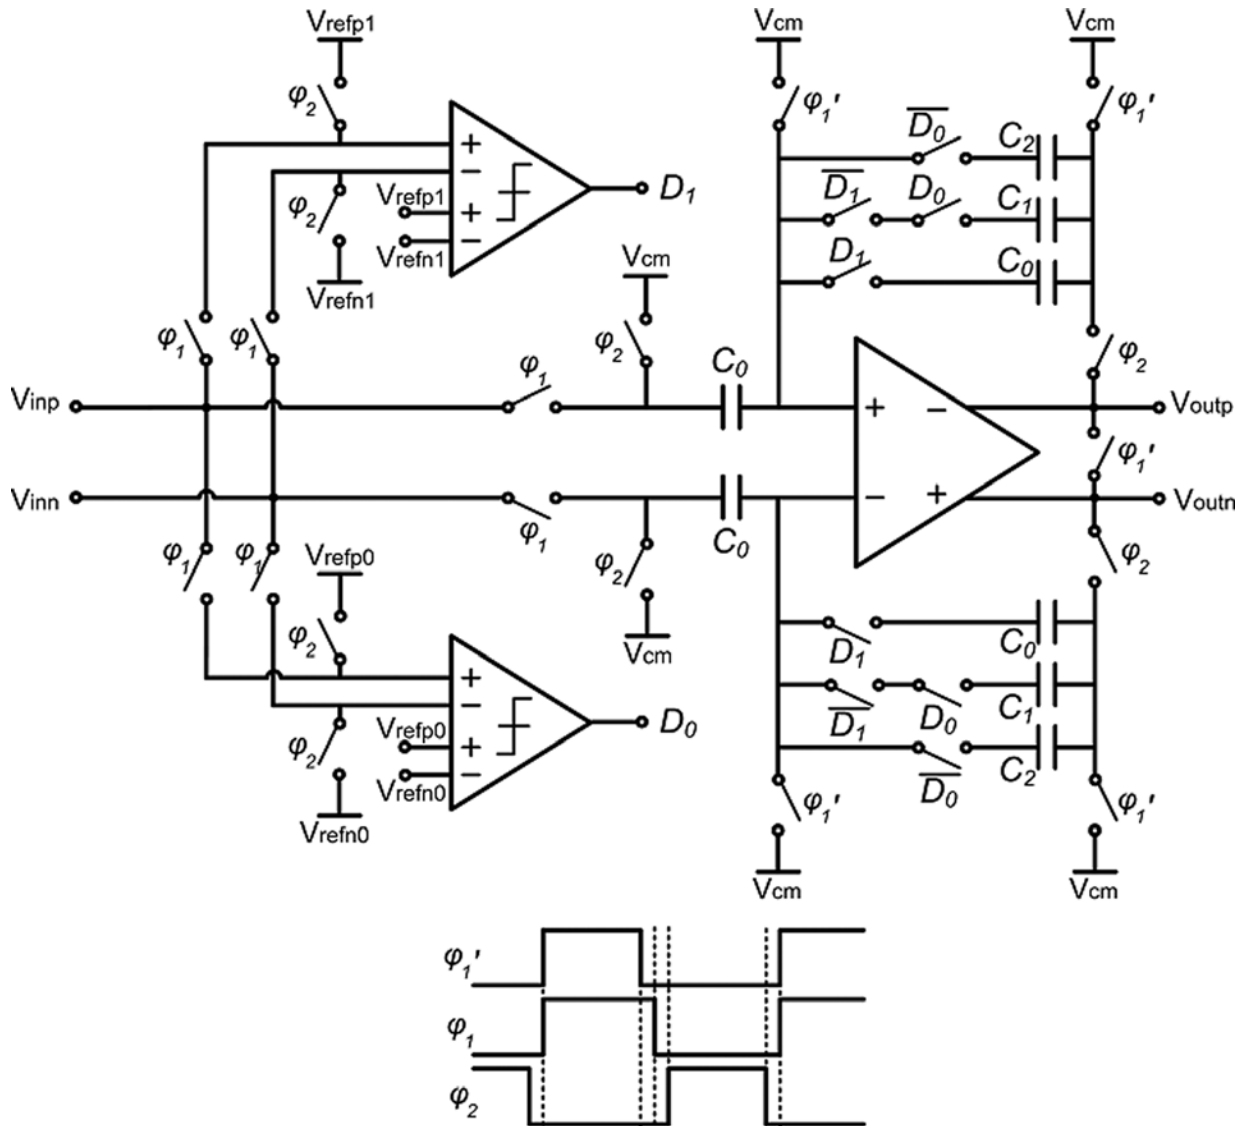 Vrefp1 Vcm Vcm
φ2 φ1' φ1'
D0 C2
+ − Vrefp1 + Vrefn1 − D1
φ2 D1 D0 C1
Vrefn1 Vcm D1 C0
φ1 φ1 φ2 φ2
Vinp φ1 C0 + − Voutp
φ1'
Vinn φ1 C0 − + Voutn
φ1 φ1 Vrefp0 φ2 φ2
φ2 Vcm D1 C0
+ − Vrefp0 + Vrefn0 − D0
φ2 D1 D0 C1
D0 C2
Vrefn0 φ1' φ1'
Vcm Vcm
φ1'
φ1
φ2